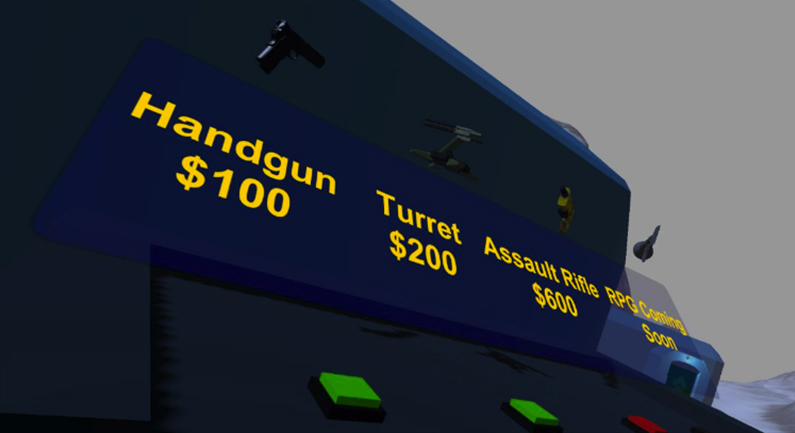 Handgun
$100
Turret
$200
Assault Rifle
$600
RPG Coming
Soon